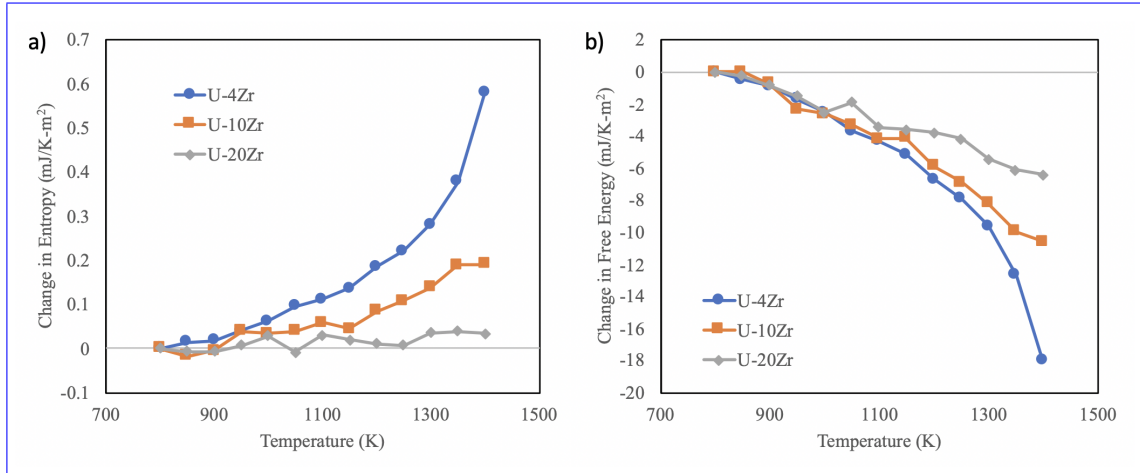 a)
Change in Entropy (mJ/K-m²)
0.7
0.6
0.5
0.4
0.3
0.2
0.1
0
-0.1
U-4Zr
U-10Zr
U-20Zr
700
900
1100
1300
1500
Temperature (K)
b)
Change in Free Energy (mJ/K-m²)
2
0
-2
-4
-6
-8
-10
-12
-14
-16
-18
-20
U-4Zr
U-10Zr
U-20Zr
700
900
1100
1300
1500
Temperature (K)